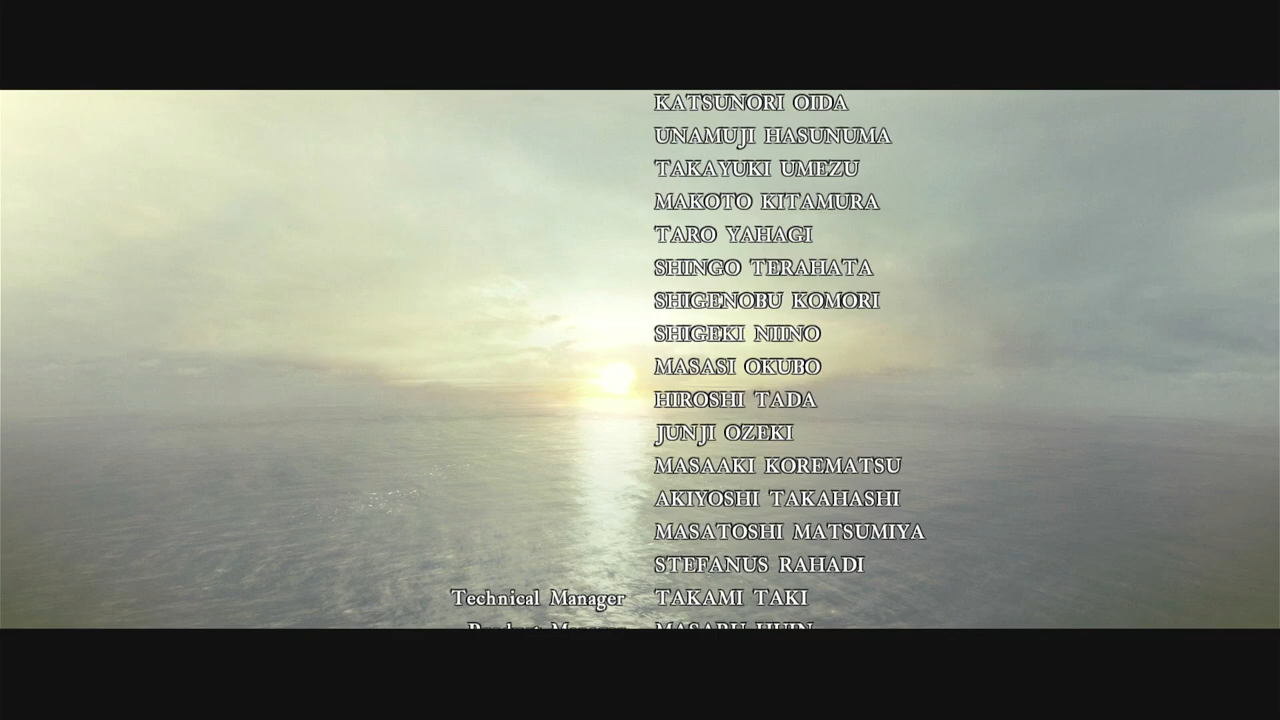 KATSUNORI OIDA
UNAMUJI HASUNUMA
TAKAYUKI UMEZU
MAKOTO KITAMURA
TARO YAHAGI
SHINGO TERAHATA
SHIGENOBU KOMORI
SHIGEKI NIINO
MASASI OKUBO
HIROSHI TADA
JUNJI OZEKI
MASAAKI KOREMATSU
AKIYOSHI TAKAHASHI
MASATOSHI MATSUMIYA
STEFANUS RAHADI
Technical Manager TAKAMI TAKI